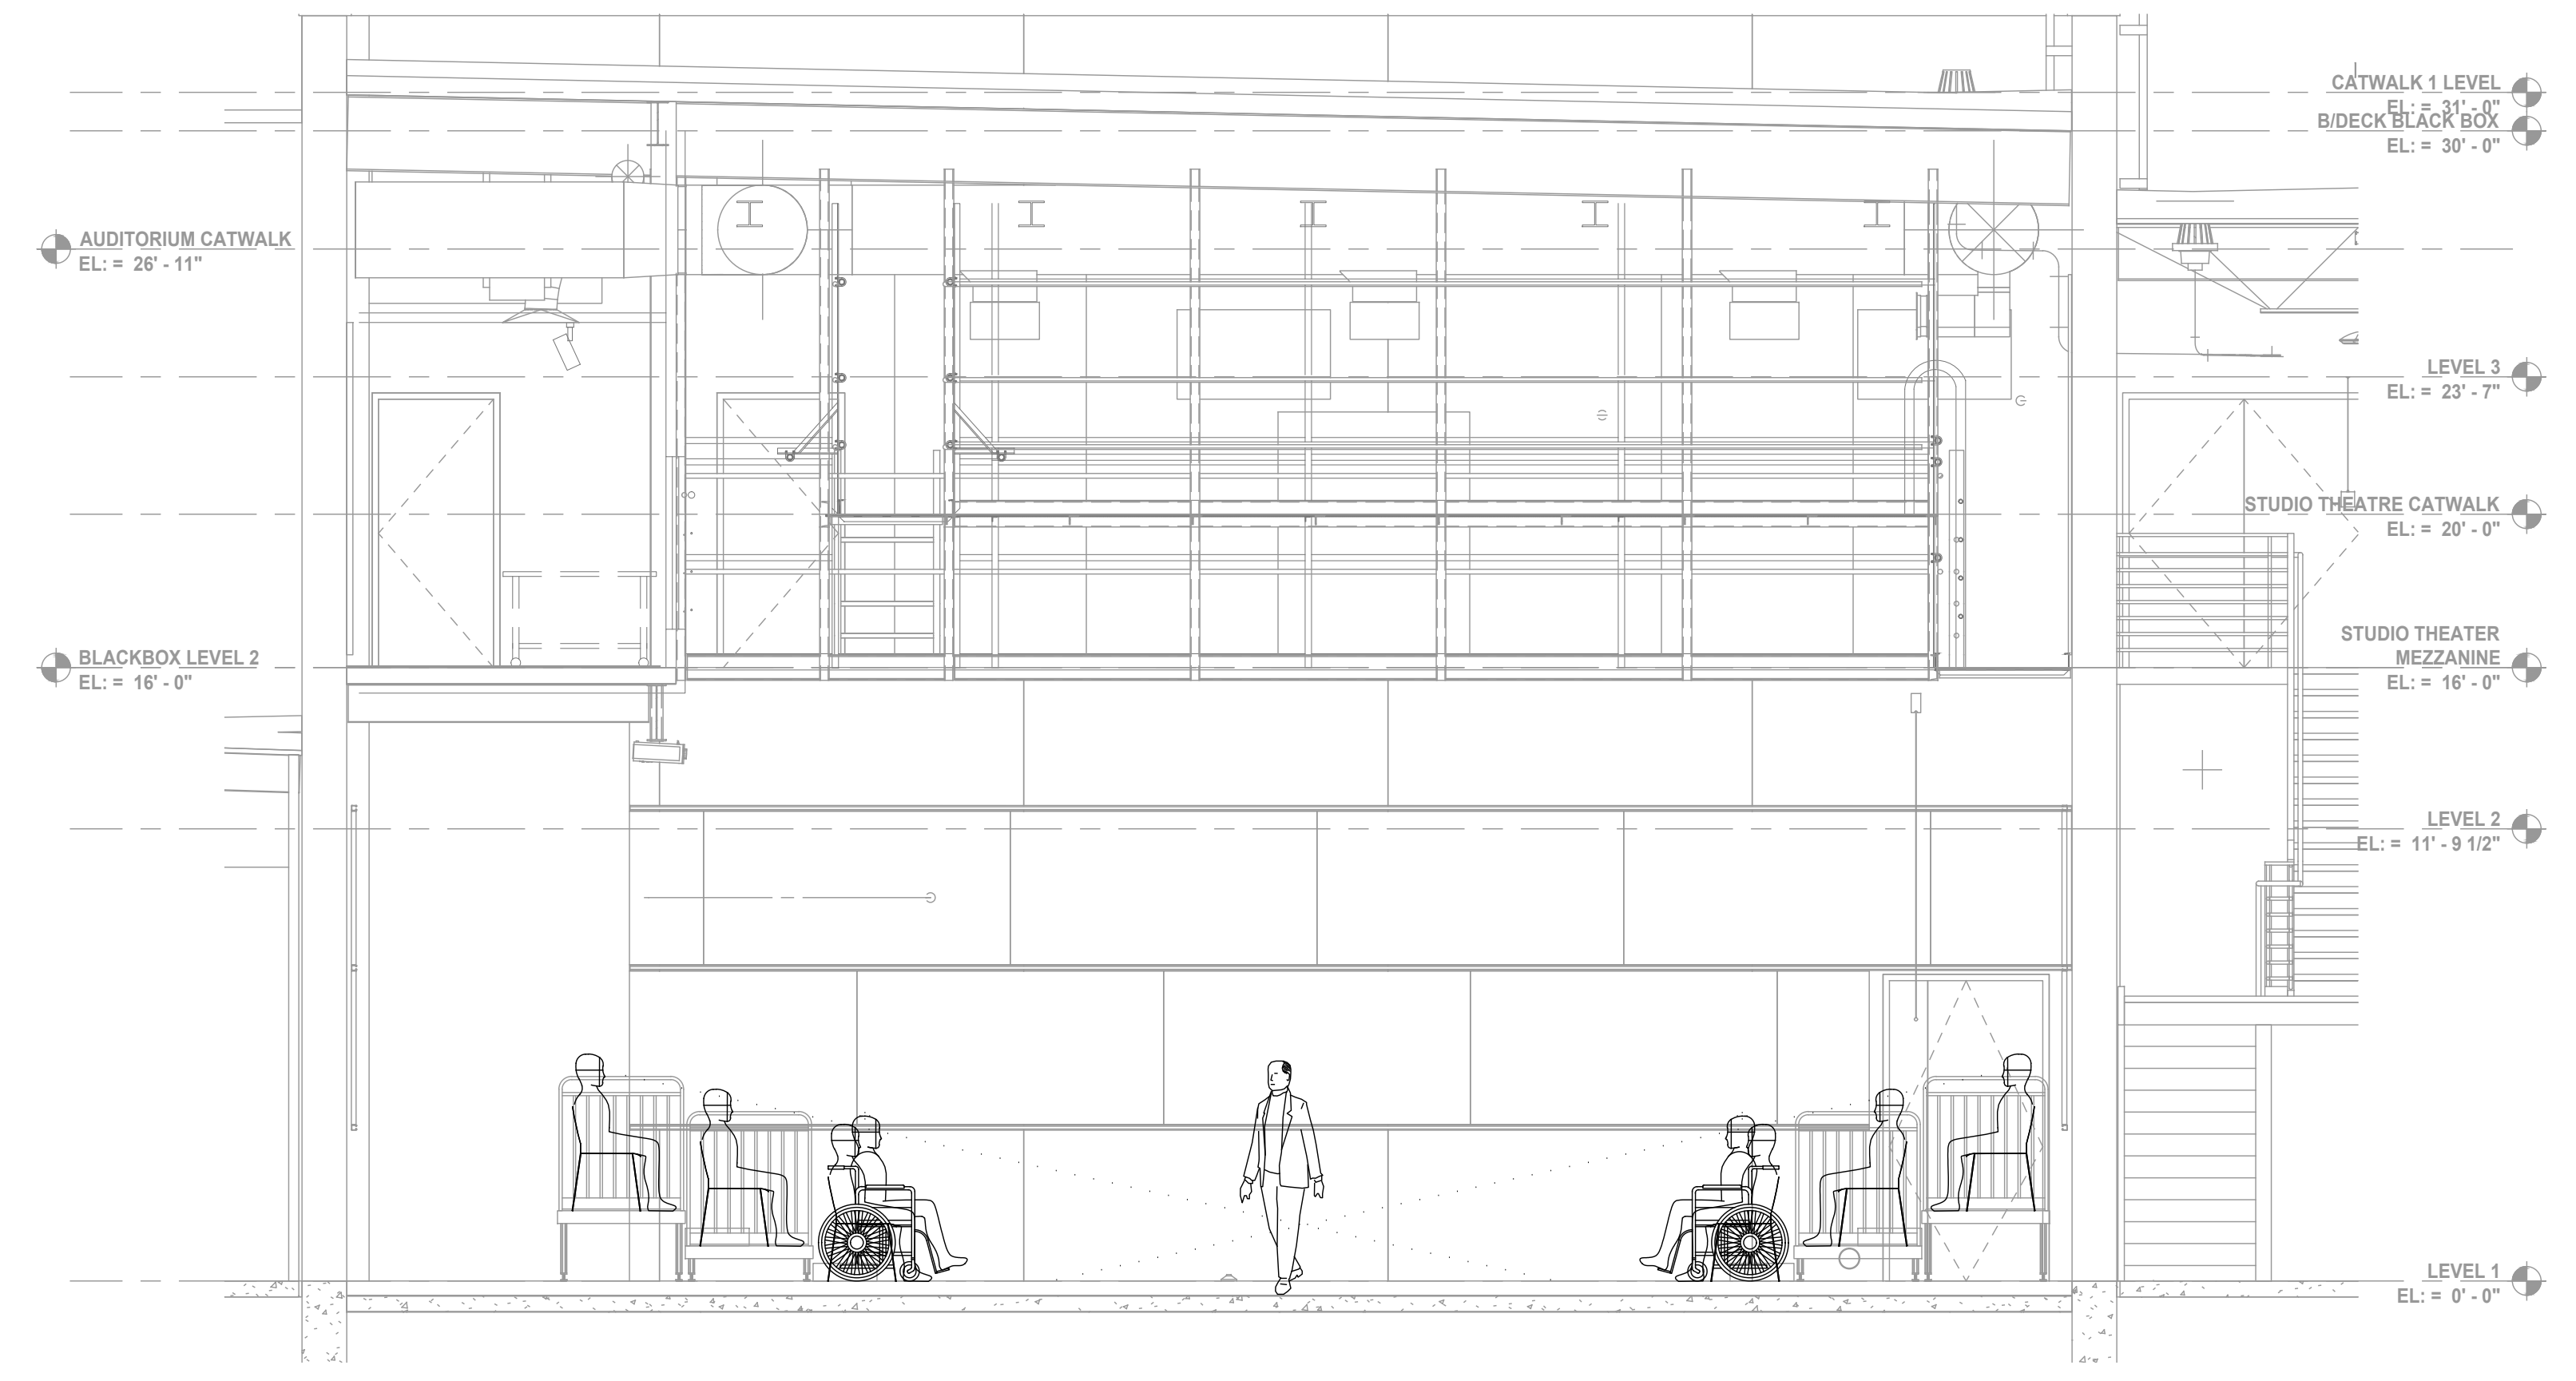 CATWALK 1 LEVEL
EL: = 31' - 0"
B/DECK BLACK BOX
EL: = 30' - 0"
AUDITORIUM CATWALK
EL: = 26' - 11"
LEVEL 3
EL: = 23' - 7"
STUDIO THEATRE CATWALK
EL: = 20' - 0"
BLACKBOX LEVEL 2
EL: = 16' - 0"
STUDIO THEATER
MEZZANINE
EL: = 16' - 0"
LEVEL 2
EL: = 11' - 9 1/2"
LEVEL 1
EL: = 0' - 0"